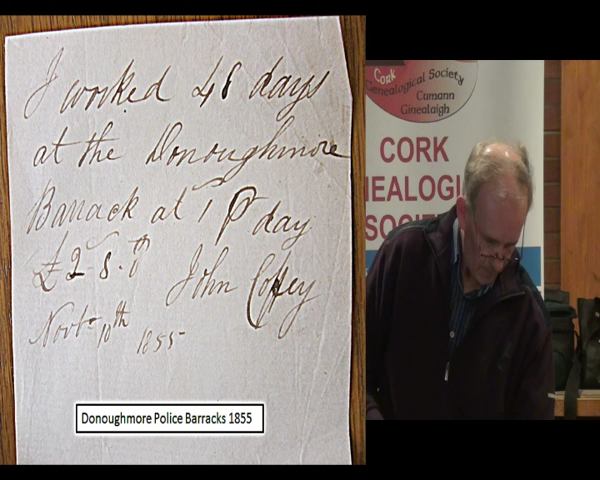 I worked 48 days
at the Donoughmore
Barrack at 1/ P day
£2-8-0
John Coffey
Novbr 10th 1855
Donoughmore Police Barracks 1855
Cork
Genealogical Society
Cumann
Ginealaigh
CORK
NEALOGI
SOCIE